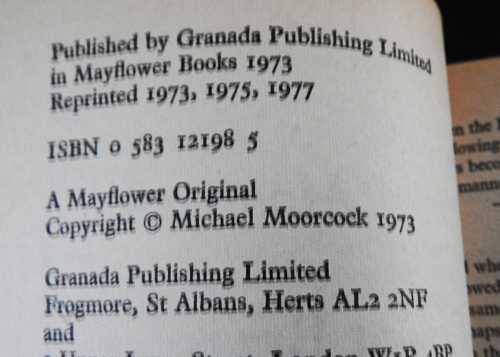 Published by Granada Publishing Limited
in Mayflower Books 1973
Reprinted 1973, 1975, 1977
ISBN 0 583 12198 5
A Mayflower Original
Copyright © Michael Moorcock 1973
Granada Publishing Limited
Frogmore, St Albans, Herts AL2 2NF
and